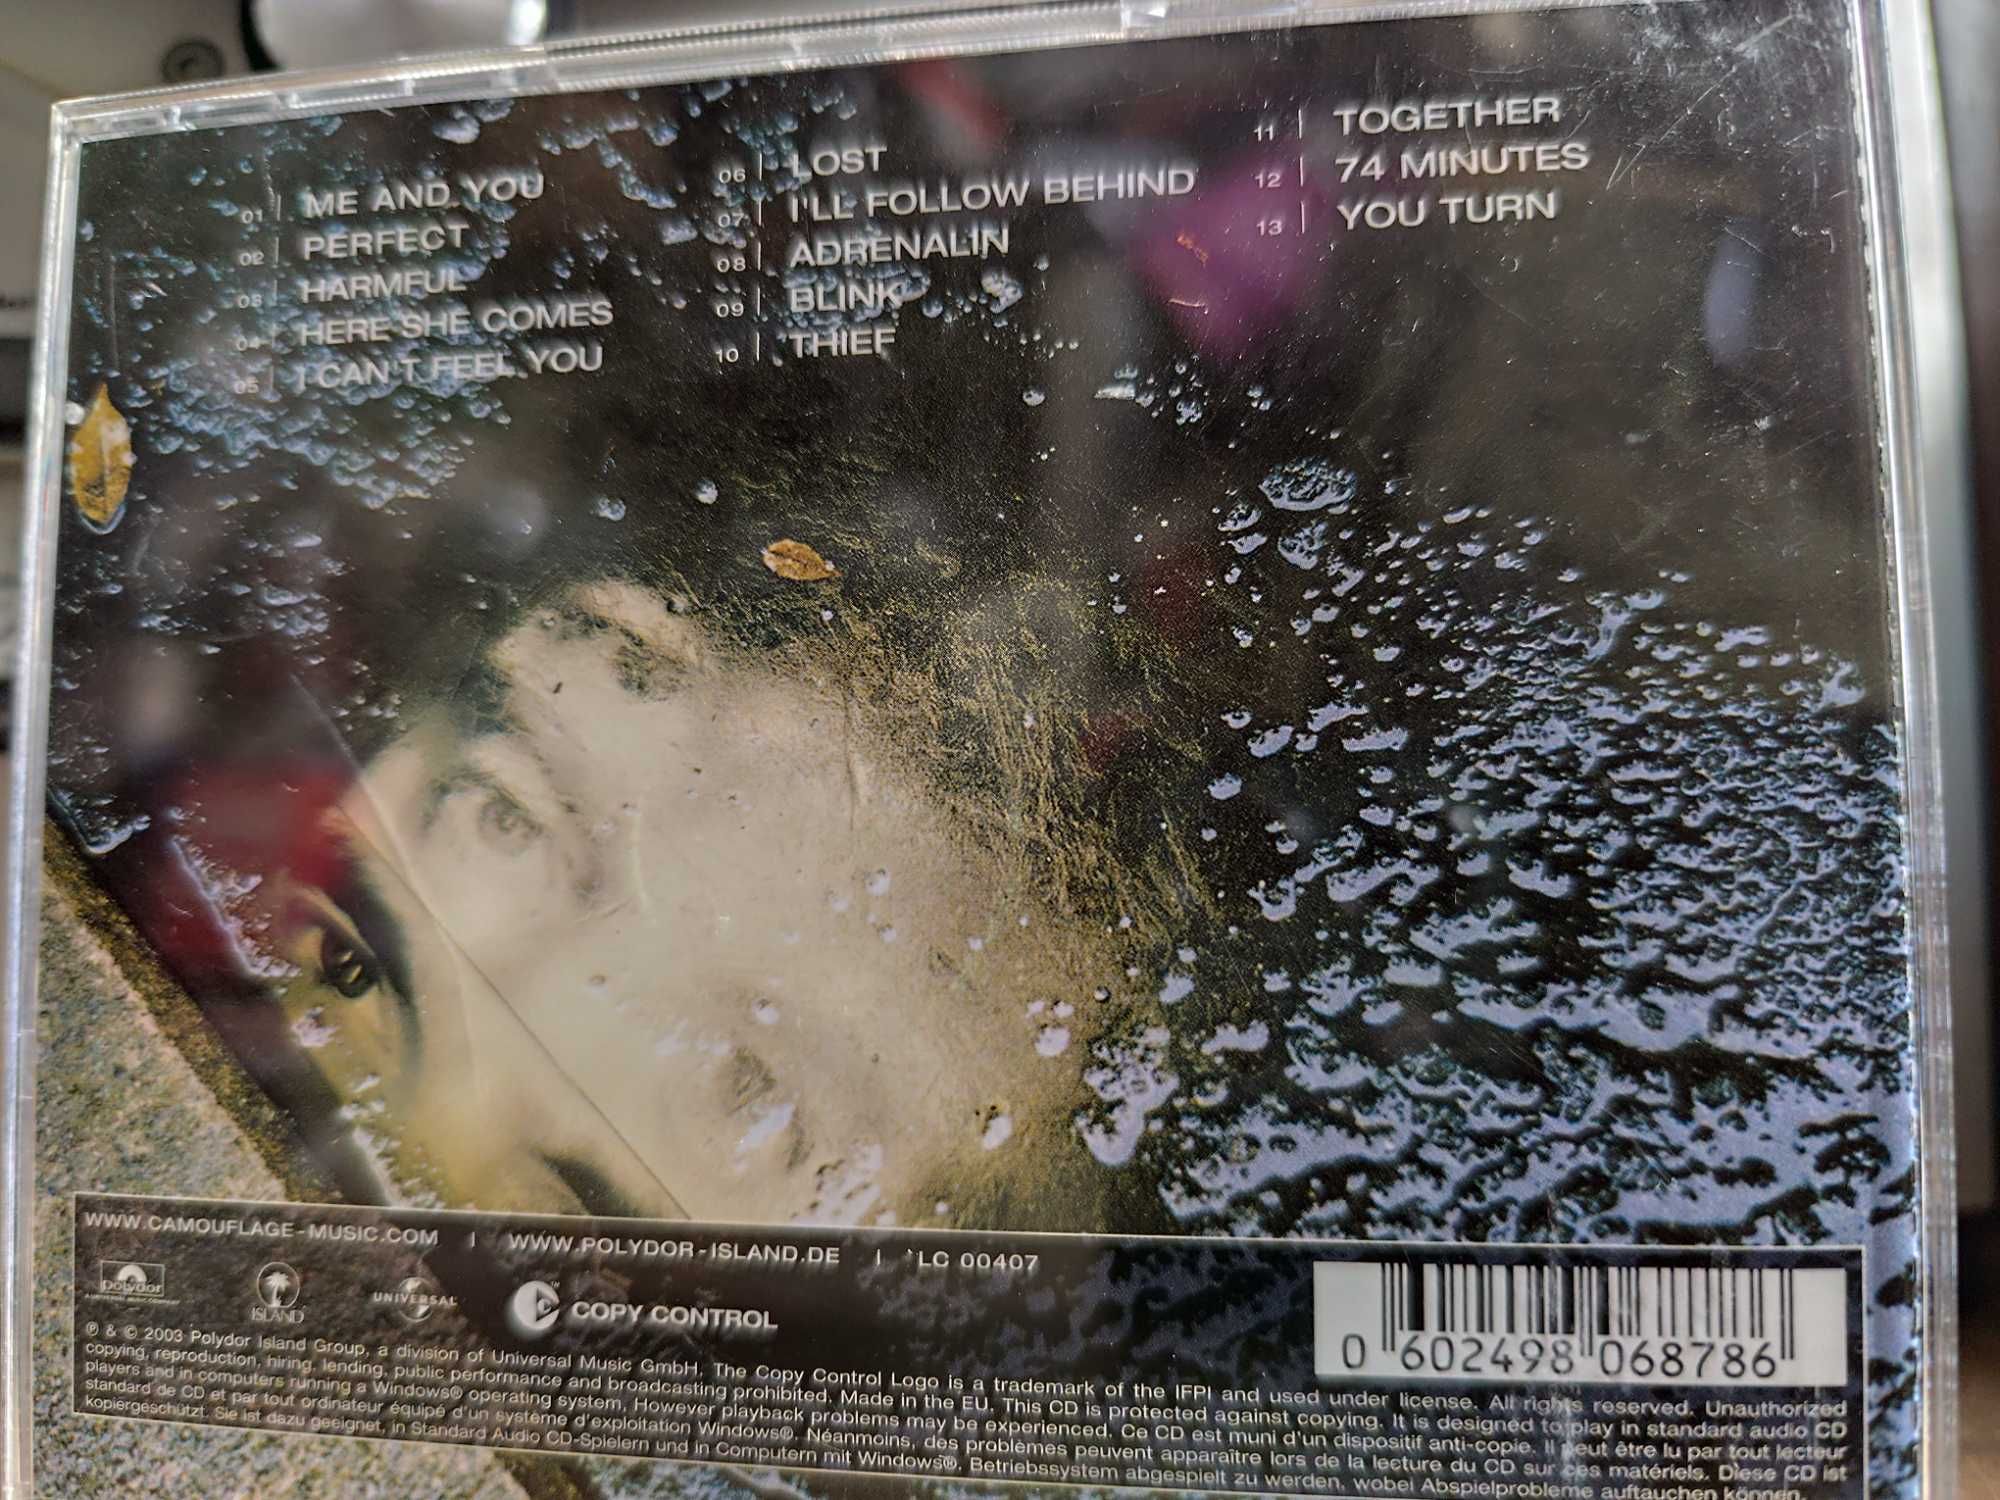 01 | ME AND YOU
02 | PERFECT
03 | HARMFUL
04 | HERE SHE COMES
05 | I CAN'T FEEL YOU
06 | LOST
07 | I'LL FOLLOW BEHIND
08 | ADRENALIN
09 | BLINK
10 | THIEF
11 | TOGETHER
12 | 74 MINUTES
13 | YOU TURN
WWW.CAMOUFLAGE-MUSIC.COM | WWW.POLYDOR-ISLAND.DE | LC 00407
polydor
A UNIVERSAL MUSIC COMPANY
ISLAND
UNIVERSAL
COPY CONTROL
TM
0 602498 068786
℗ & © 2003 Polydor Island Group, a division of Universal Music GmbH. The Copy Control Logo is a trademark of the IFPI and used under license. All rights reserved. Unauthorized
copying, reproduction, hiring, lending, public performance and broadcasting prohibited. Made in the EU. This CD is protected against copying. It is designed to play in standard audio CD
players and in computers running a Windows® operating system. However playback problems may be experienced. Ce CD est muni d'un dispositif anti-copie. Il peut être lu par tout lecteur
standard de CD et par tout ordinateur équipé d'un système d'exploitation Windows®. Néanmoins, des problèmes peuvent apparaître lors de la lecture du CD sur ces matériels. Diese CD ist
kopiergeschützt. Sie ist dazu geeignet, in Standard Audio CD-Spielern und in Computern mit Windows®. Betriebssystem abgespielt zu werden, wobei Abspielprobleme auftauchen können.